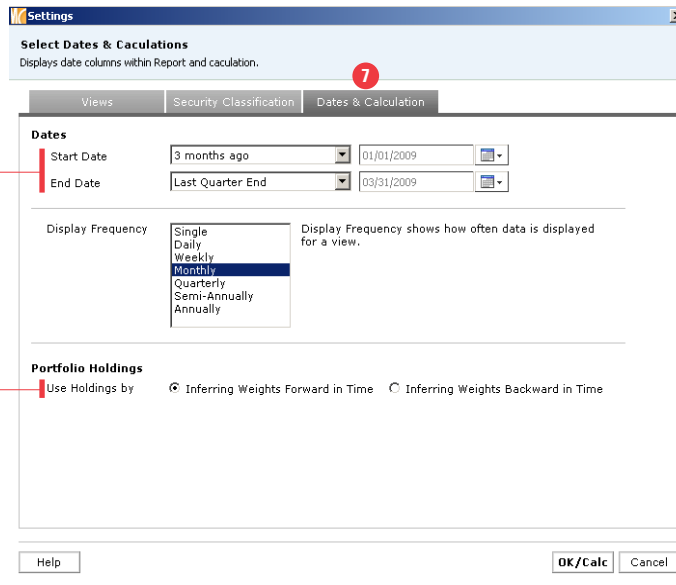 Settings
Select Dates & Caculations
Displays date columns within Report and caculation.
7
Views Security Classification Dates & Calculation
Dates
Start Date 3 months ago 01/01/2009
End Date Last Quarter End 03/31/2009
Display Frequency Single Display Frequency shows how often data is displayed
Daily for a view.
Weekly
Monthly
Quarterly
Semi-Annually
Annually
Portfolio Holdings
Use Holdings by Inferring Weights Forward in Time Inferring Weights Backward in Time
Help OK/Calc Cancel